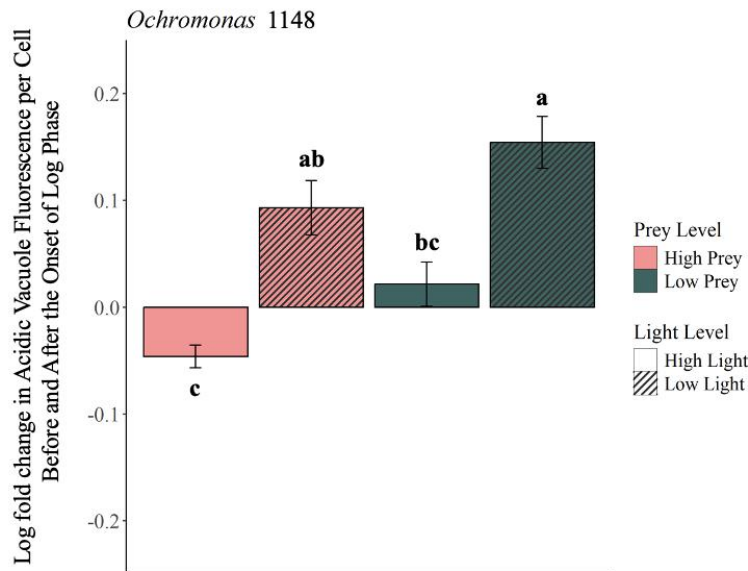 Ochromonas 1148
Log fold change in Acidic Vacuole Fluorescence per Cell
Before and After the Onset of Log Phase
0.2
0.1
0.0
-0.1
-0.2
c
ab
bc
a
Prey Level
High Prey
Low Prey
Light Level
High Light
Low Light